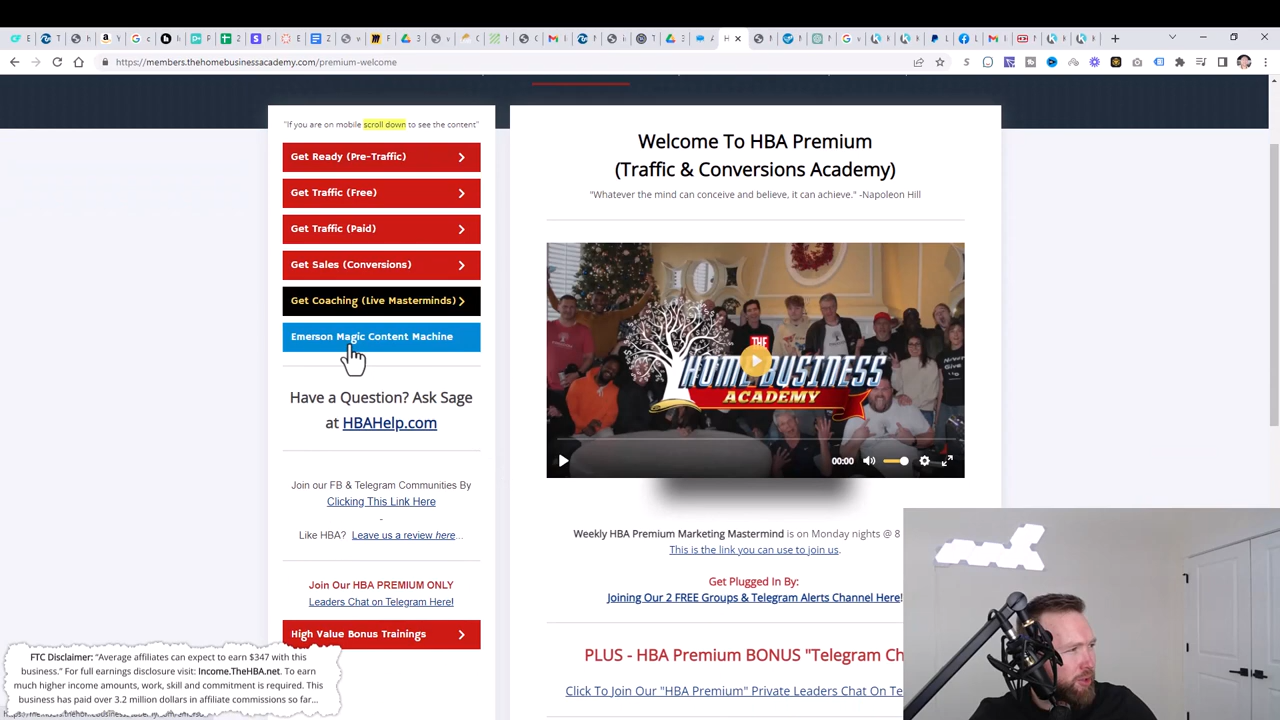 https://members.thehomebusinessacademy.com/premium-welcome
"If you are on mobile scroll down to see the content"
Get Ready (Pre-Traffic)
Get Traffic (Free)
Get Traffic (Paid)
Get Sales (Conversions)
Get Coaching (Live Masterminds)
Emerson Magic Content Machine
Have a Question? Ask Sage
at HBAHelp.com
Join our FB & Telegram Communities By
Clicking This Link Here
-
Like HBA? Leave us a review here...
Join Our HBA PREMIUM ONLY
Leaders Chat on Telegram Here!
High Value Bonus Trainings
FTC Disclaimer: "Average affiliates can expect to earn $347 with this
business." For full earnings disclosure visit: Income.TheHBA.net. To earn
much higher income amounts, work, skill and commitment is required. This
business has paid over 3.2 million dollars in affiliate commissions so far...
Welcome To HBA Premium
(Traffic & Conversions Academy)
"Whatever the mind can conceive and believe, it can achieve." -Napoleon Hill
THE
HOME BUSINESS
ACADEMY
00:00
Weekly HBA Premium Marketing Mastermind is on Monday nights @ 8
This is the link you can use to join us.
Get Plugged In By:
Joining Our 2 FREE Groups & Telegram Alerts Channel Here!
PLUS - HBA Premium BONUS "Telegram Ch
Click To Join Our "HBA Premium" Private Leaders Chat On Te